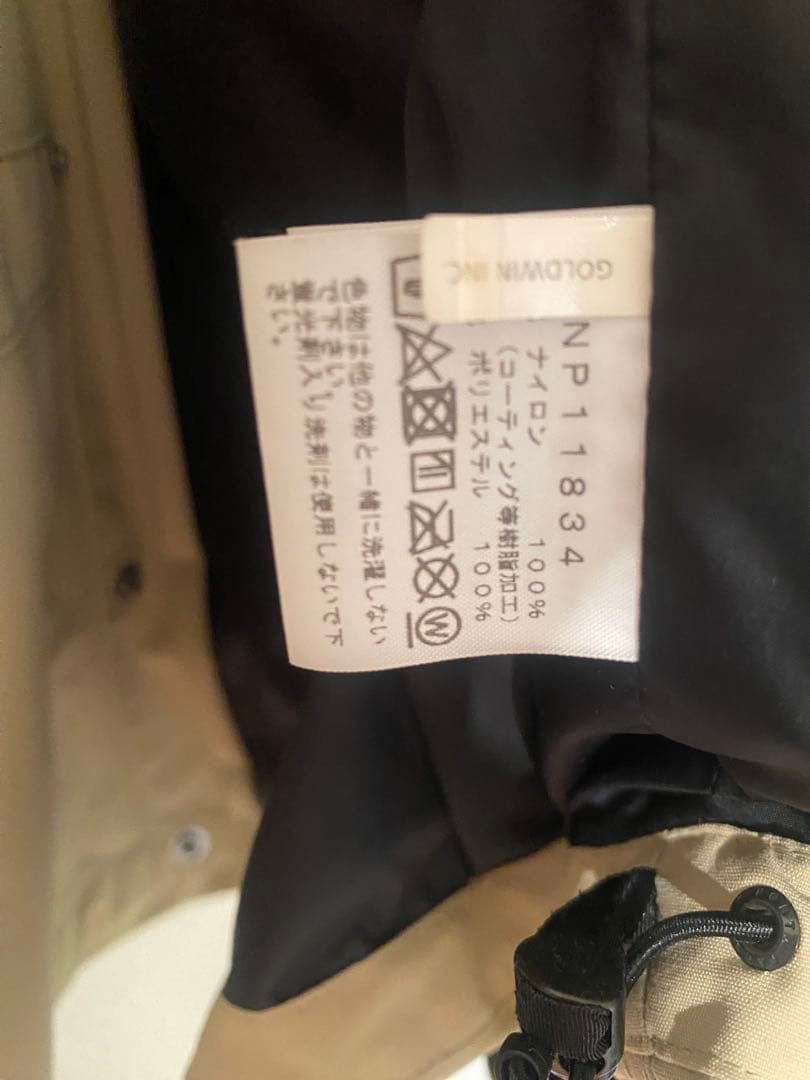 GOLDWIN INC.
NP11834
ナイロン 100%
(コーティング等樹脂加工)
ポリエステル 100%
W
色物は他の物と一緒に洗濯しない
で下さい。
蛍光剤入り洗剤は使用しないで下
さい。